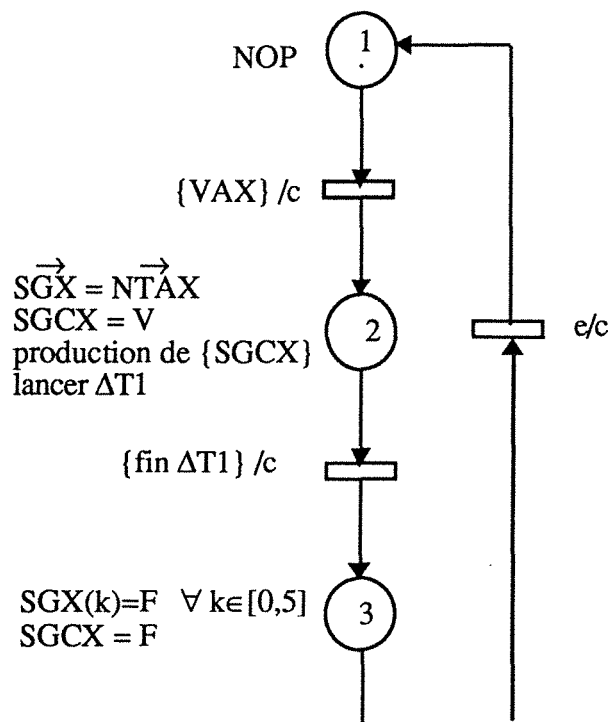 1
NOP
{VAX} /c
SGX = NTAX
SGCX = V
2
e/c
production de {SGCX}
lancer ΔT1
{fin ΔT1} /c
SGX(k)=F ∀ k∈[0,5]
3
SGCX = F